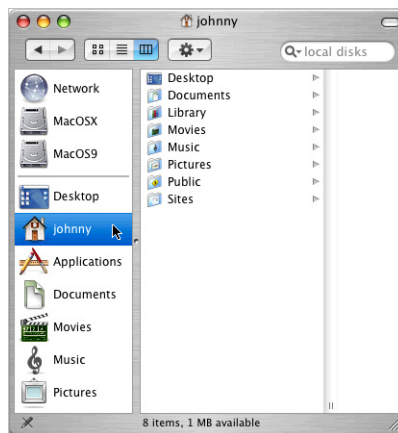 johnny
local disks
Network
MacOSX
MacOS9
Desktop
johnny
Applications
Documents
Movies
Music
Pictures
Desktop
Documents
Library
Movies
Music
Pictures
Public
Sites
8 items, 1 MB available